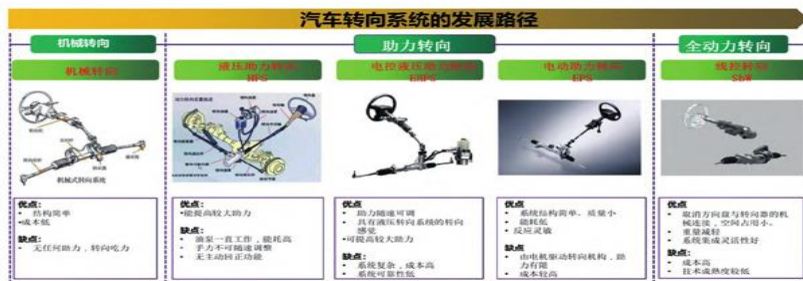 汽车转向系统的发展路径
机械转向
助力转向
全动力转向
机械转向
液压助力转向
HPS
电控液压助力转向
EHPS
电动助力转向
EPS
线控转向
SbW
机械式转向系统
优点:
• 结构简单
•成本低
缺点:
• 无任何助力，转向吃力
优点:
•能提高较大助力
缺点:
• 油泵一直工作，能耗高
• 手力不可随速调整
• 无主动回正功能
优点:
• 助力随速可调
• 具有液压转向系统的转向
感觉
•可提高较大助力
缺点:
• 系统复杂，成本高
• 系统可靠性低
优点:
• 系统结构简单、质量小
• 能耗低
• 反应灵敏
缺点:
• 由电机驱动转向机构，助
力有限
• 成本较高
优点:
• 取消方向盘与转向器的机
械连接，空间占用小。
• 重量减轻
• 系统集成灵活性好
缺点:
• 成本高
• 技术成熟度较低